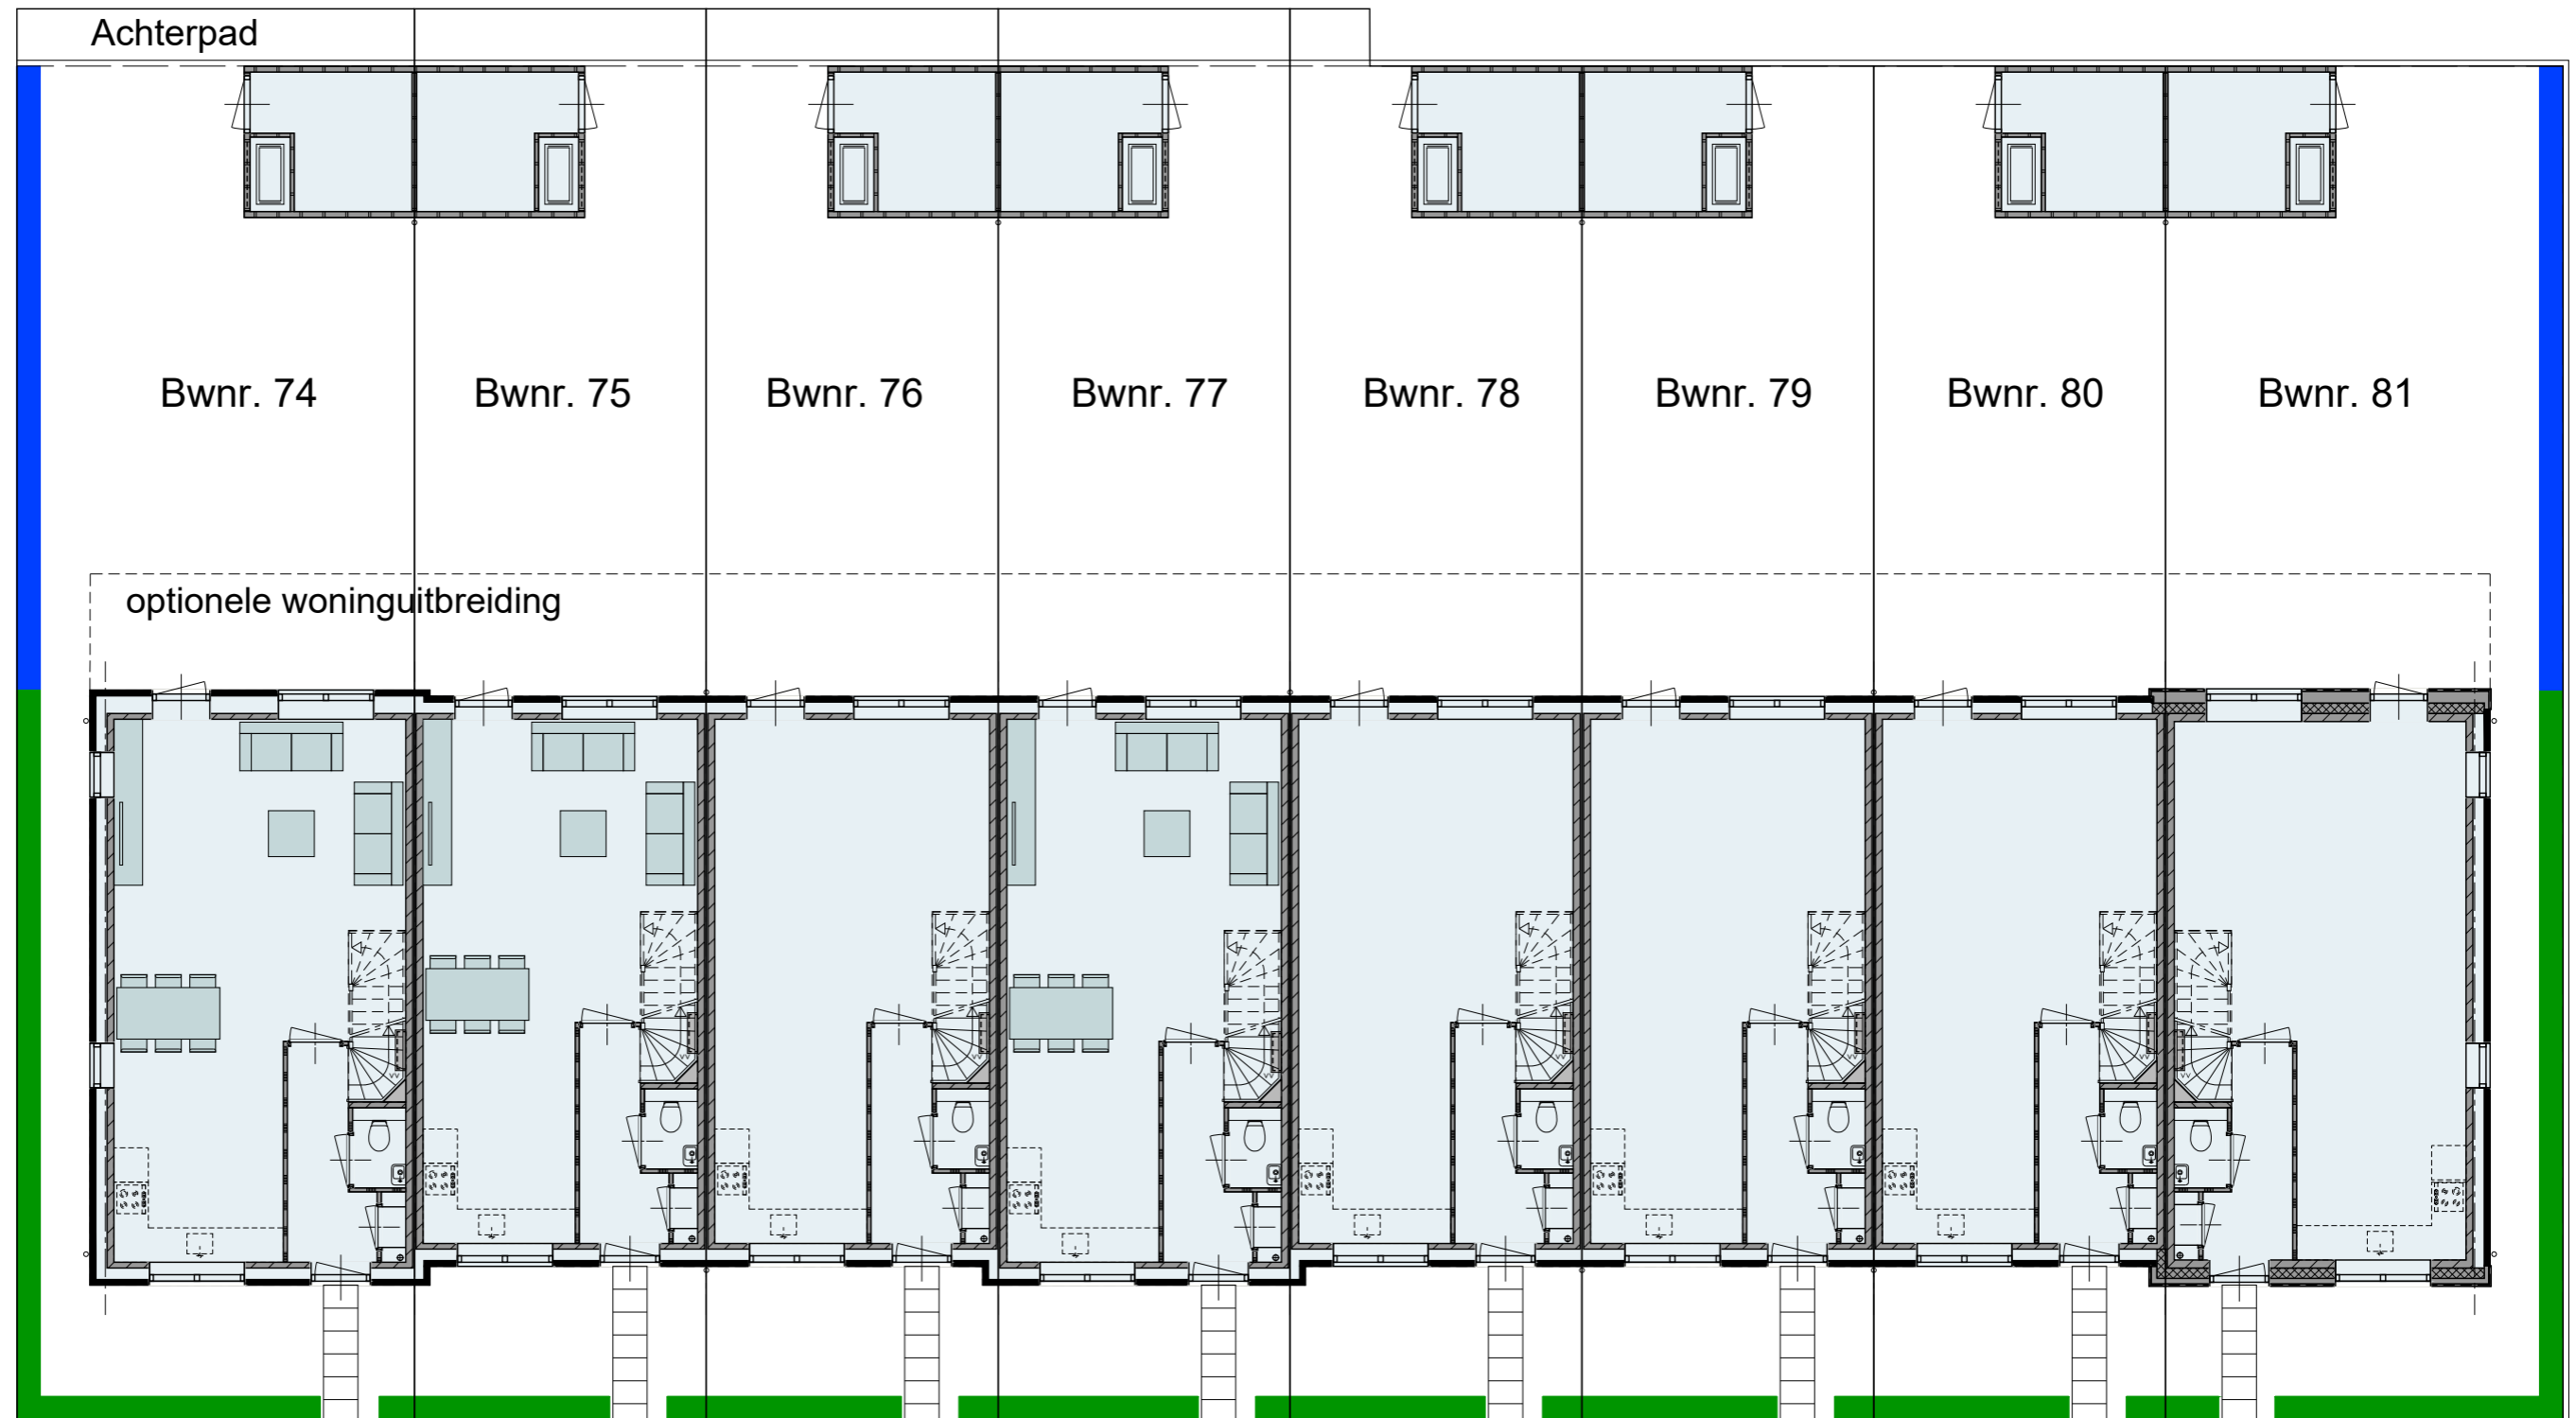 Achterpad
Bwnr. 74
Bwnr. 75
Bwnr. 76
Bwnr. 77
Bwnr. 78
Bwnr. 79
Bwnr. 80
Bwnr. 81
optionele woninguitbreiding